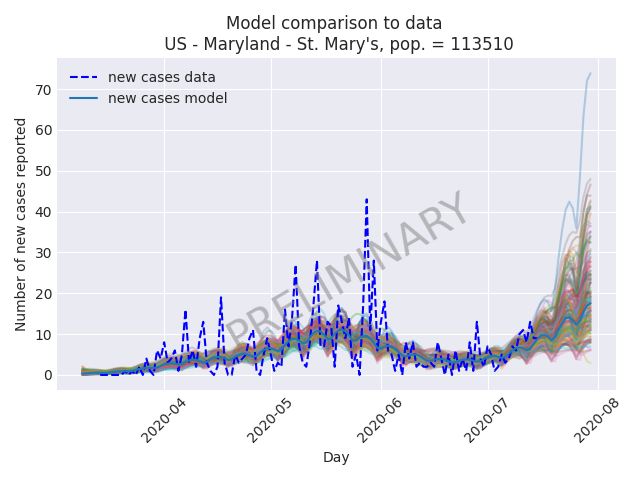 Model comparison to data
US - Maryland - St. Mary's, pop. = 113510
new cases data
new cases model
PRELIMINARY
Number of new cases reported
70
60
50
40
30
20
10
0
2020-04
2020-05
2020-06
2020-07
2020-08
Day